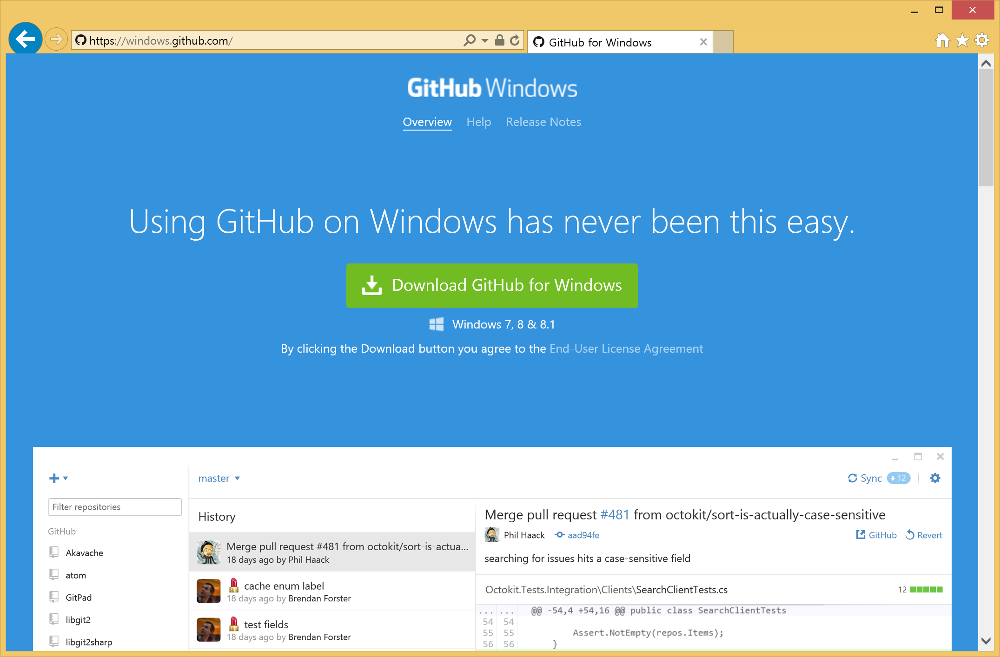 https://windows.github.com/
GitHub for Windows
GitHub Windows
Overview Help Release Notes
Using GitHub on Windows has never been this easy.
Download GitHub for Windows
Windows 7, 8 & 8.1
By clicking the Download button you agree to the End-User License Agreement
master
Sync 12
Filter repositories
GitHub
Akavache
atom
GitPad
libgit2
libgit2sharp
History
Merge pull request #481 from octokit/sort-is-actua...
18 days ago by Phil Haack
cache enum label
18 days ago by Brendan Forster
test fields
18 days ago by Brendan Forster
Merge pull request #481 from octokit/sort-is-actually-case-sensitive
Phil Haack aad94fe GitHub Revert
searching for issues hits a case-sensitive field
Octokit.Tests.Integration\Clients\SearchClientTests.cs 12
... ... @@ -54,4 +54,16 @@ public class SearchClientTests
54 54
55 55 Assert.NotEmpty(repos.Items);
56 56 }